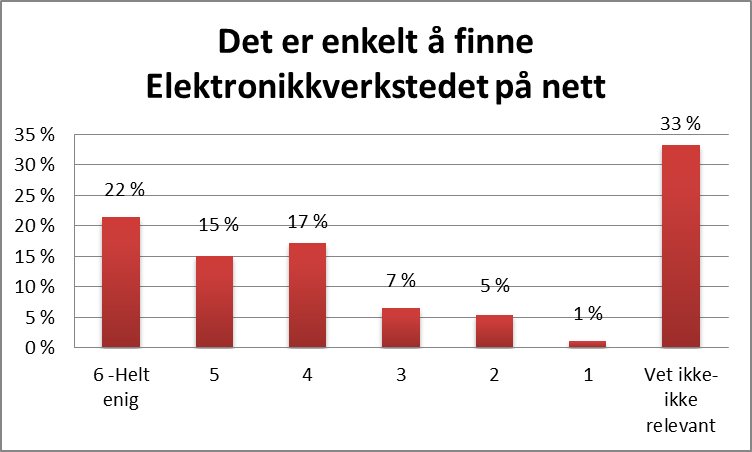 Det er enkelt å finne
Elektronikkverkstedet på nett
35 %
30 %
25 %
20 %
15 %
10 %
5 %
0 %
22 %
15 %
17 %
7 %
5 %
1 %
33 %
6 -Helt
enig
5
4
3
2
1
Vet ikke-
ikke
relevant